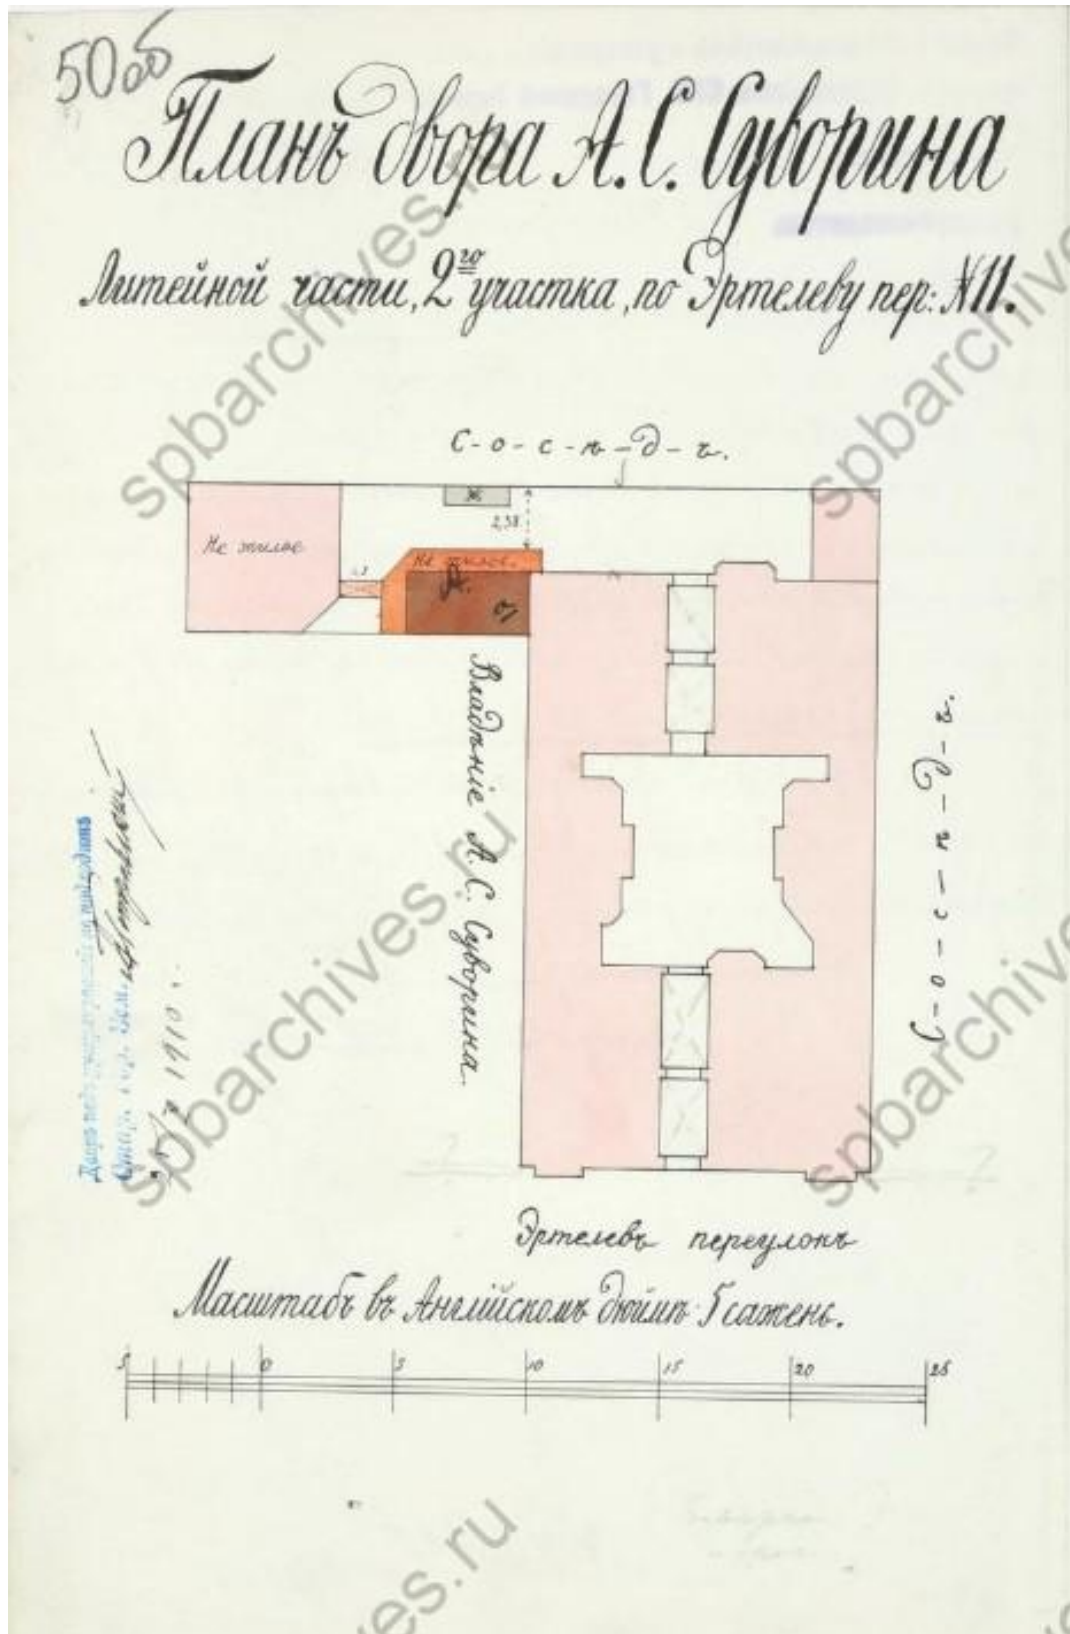 50об
Планъ двора А.С. Суворина
Литейной части, 2го участка, по Эртелеву пер: №11.
С-о-с-ѣ-д-ъ.
Не жилое
Ж
2,38
Не жилое.
Владѣніе А.С. Суворина.
С-о-с-ѣ-д-ъ.
1910
Эртелевъ переулокъ
Масштабъ въ Англійскомъ дюймѣ 5 сажень.
5 0 5 10 15 20 25
spbarchives.ru